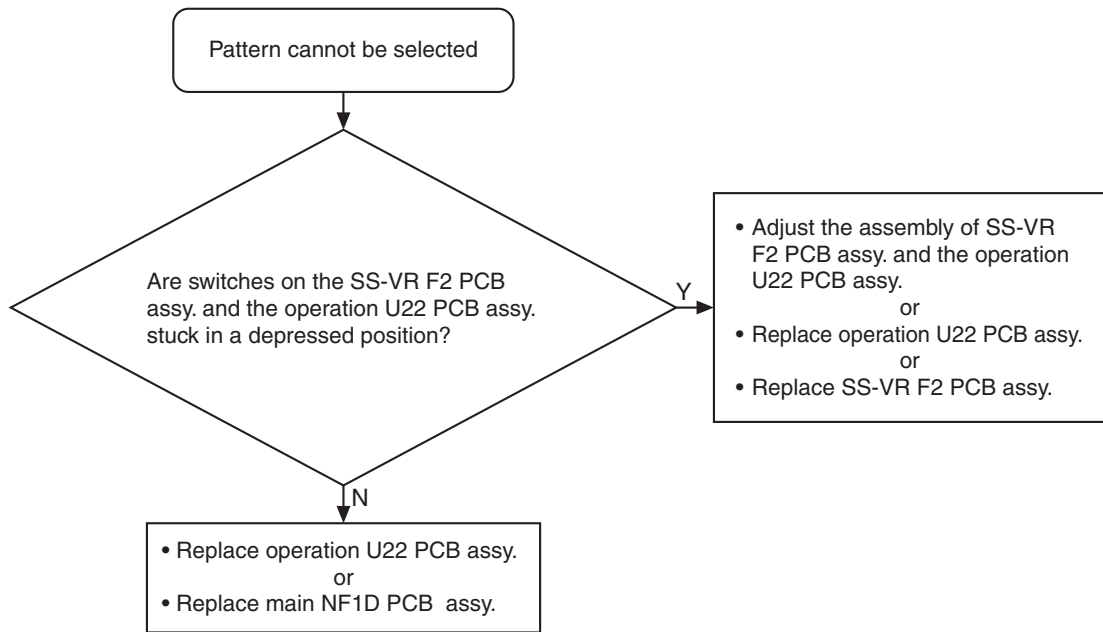 Pattern cannot be selected
Are switches on the SS-VR F2 PCB
assy. and the operation U22 PCB assy.
stuck in a depressed position?
Y
• Adjust the assembly of SS-VR
F2 PCB assy. and the operation
U22 PCB assy.
or
• Replace operation U22 PCB assy.
or
• Replace SS-VR F2 PCB assy.
N
• Replace operation U22 PCB assy.
or
• Replace main NF1D PCB assy.